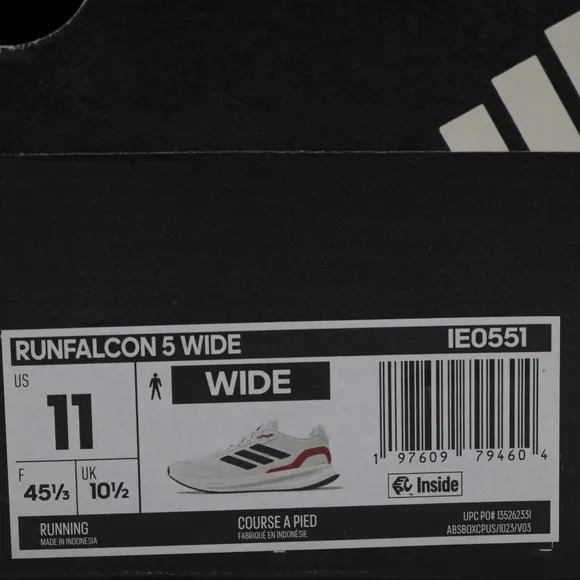 RUNFALCON 5 WIDE IE0551
US
11
WIDE
F
45⅓
UK
10½
1 97609 79460 4
Inside
RUNNING
MADE IN INDONESIA
COURSE A PIED
FABRIQUÉ EN INDONÉSIE
UPC PO# 135262331
ABSBOXCPUS/1023/V03